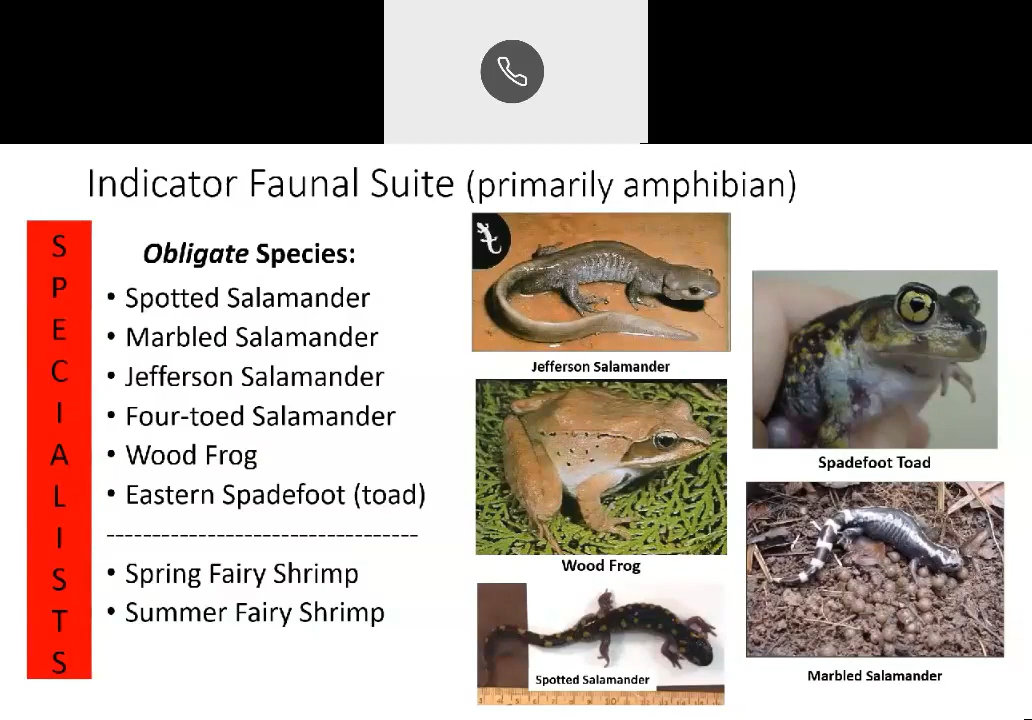 Indicator Faunal Suite (primarily amphibian)
S
P
E
C
I
A
L
I
S
T
S
Obligate Species:
• Spotted Salamander
• Marbled Salamander
• Jefferson Salamander
• Four-toed Salamander
• Wood Frog
• Eastern Spadefoot (toad)
----------------------------------
• Spring Fairy Shrimp
• Summer Fairy Shrimp
Jefferson Salamander
Wood Frog
Spotted Salamander
Spadefoot Toad
Marbled Salamander